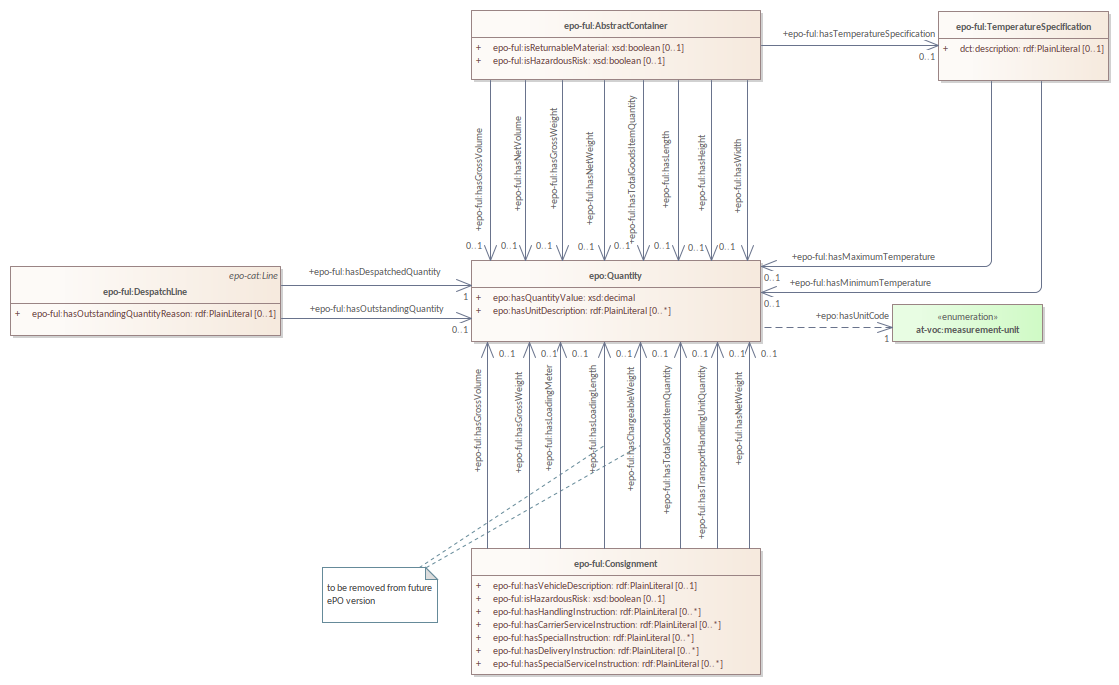 epo-ful:AbstractContainer
+ epo-ful:isReturnableMaterial: xsd:boolean [0..1]
+ epo-ful:isHazardousRisk: xsd:boolean [0..1]
+epo-ful:hasTemperatureSpecification
0..1
epo-ful:TemperatureSpecification
+ dct:description: rdf:PlainLiteral [0..1]
+epo-ful:hasGrossVolume
+epo-ful:hasNetVolume
+epo-ful:hasGrossWeight
+epo-ful:hasNetWeight
+epo-ful:hasTotalGoodsItemQuantity
+epo-ful:hasLength
+epo-ful:hasHeight
+epo-ful:hasWidth
0..1 0..1 0..1 0..1 0..1 0..1 0..1 0..1
+epo-ful:hasMaximumTemperature
0..1
+epo-ful:hasMinimumTemperature
0..1
epo-cat:Line
epo-ful:DespatchLine
+ epo-ful:hasOutstandingQuantityReason: rdf:PlainLiteral [0..1]
+epo-ful:hasDespatchedQuantity
1
+epo-ful:hasOutstandingQuantity
0..1
epo:Quantity
+ epo:hasQuantityValue: xsd:decimal
+ epo:hasUnitDescription: rdf:PlainLiteral [0..*]
+epo:hasUnitCode
1
«enumeration»
at-voc:measurement-unit
0..1 0..1 0..1 0..1 0..1 0..1 0..1 0..1
+epo-ful:hasGrossVolume
+epo-ful:hasGrossWeight
+epo-ful:hasLoadingMeter
+epo-ful:hasLoadingLength
+epo-ful:hasChargeableWeight
+epo-ful:hasTotalGoodsItemQuantity
+epo-ful:hasTransportHandlingUnitQuantity
+epo-ful:hasNetWeight
to be removed from future
ePO version
epo-ful:Consignment
+ epo-ful:hasVehicleDescription: rdf:PlainLiteral [0..1]
+ epo-ful:isHazardousRisk: xsd:boolean [0..1]
+ epo-ful:hasHandlingInstruction: rdf:PlainLiteral [0..*]
+ epo-ful:hasCarrierServiceInstruction: rdf:PlainLiteral [0..*]
+ epo-ful:hasSpecialInstruction: rdf:PlainLiteral [0..*]
+ epo-ful:hasDeliveryInstruction: rdf:PlainLiteral [0..*]
+ epo-ful:hasSpecialServiceInstruction: rdf:PlainLiteral [0..*]